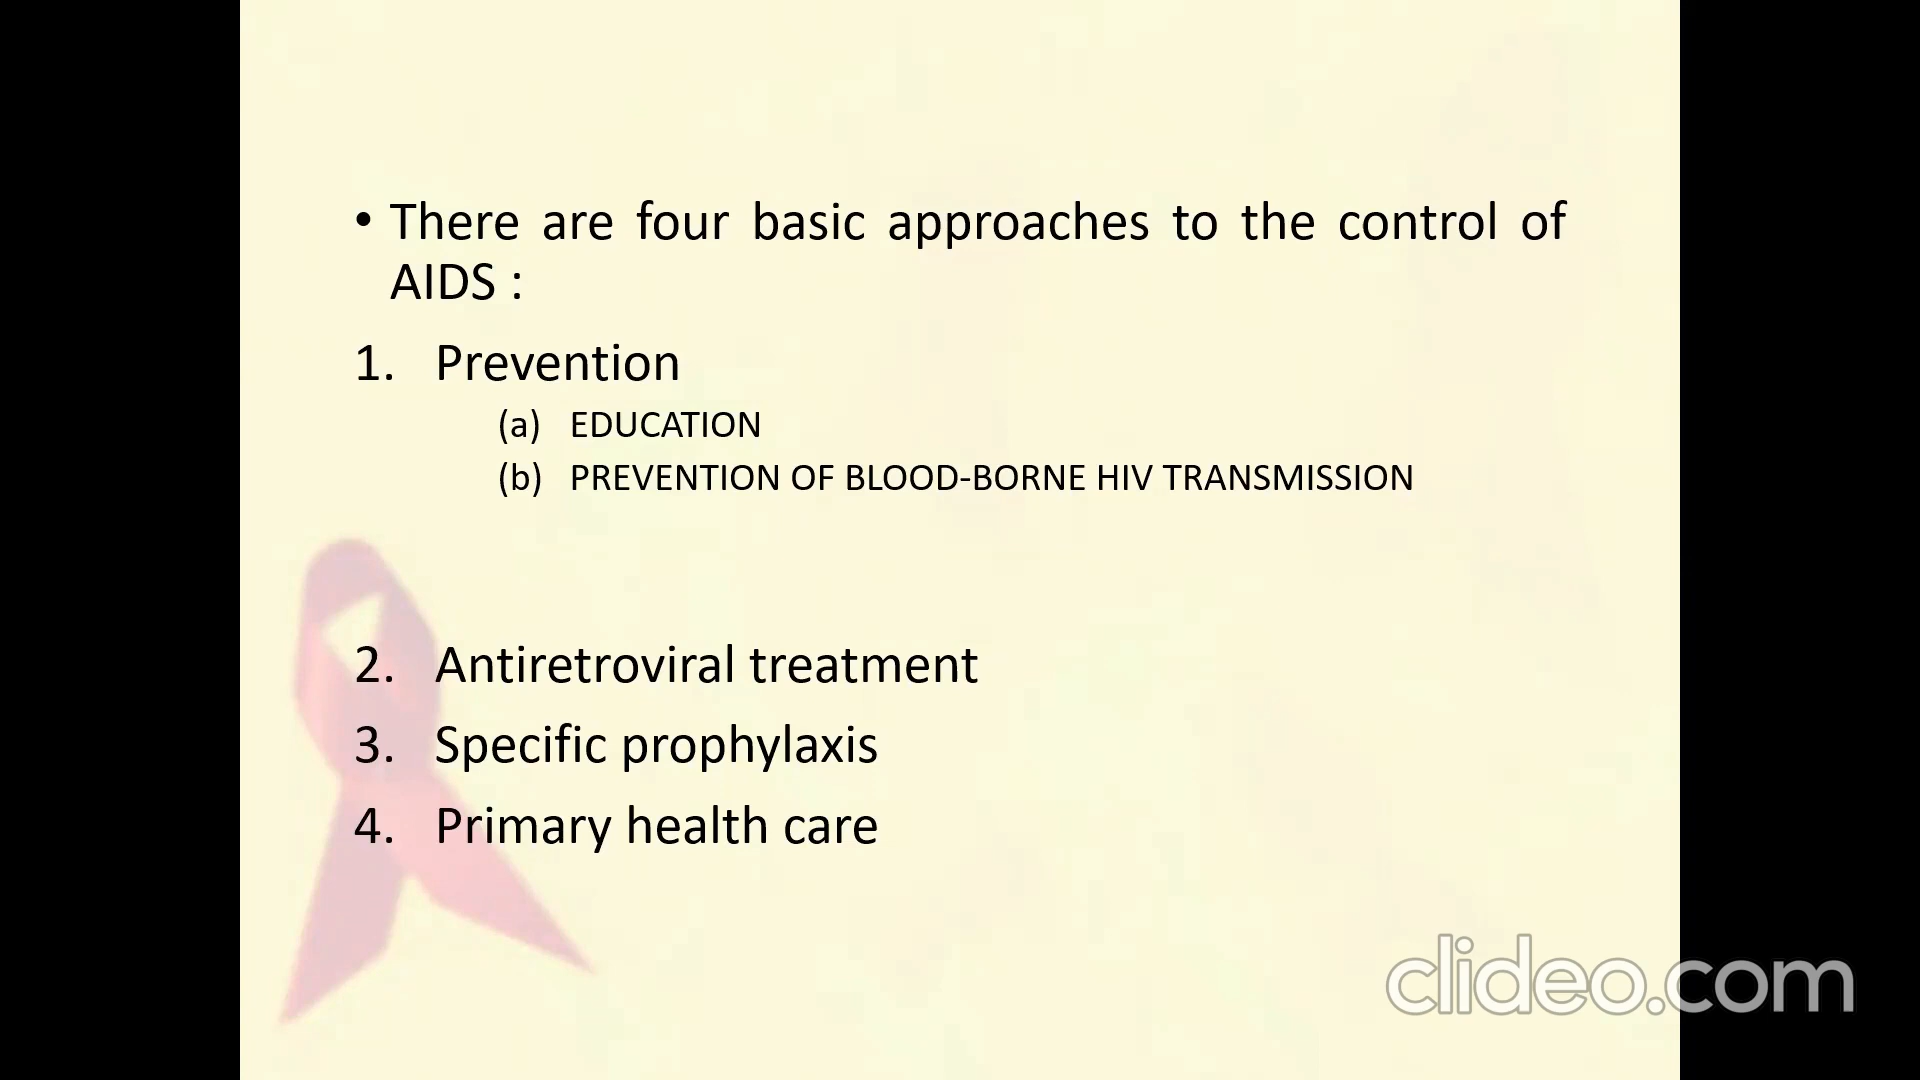 • There are four basic approaches to the control of
AIDS :
1. Prevention
(a) EDUCATION
(b) PREVENTION OF BLOOD-BORNE HIV TRANSMISSION
2. Antiretroviral treatment
3. Specific prophylaxis
4. Primary health care
clideo.com